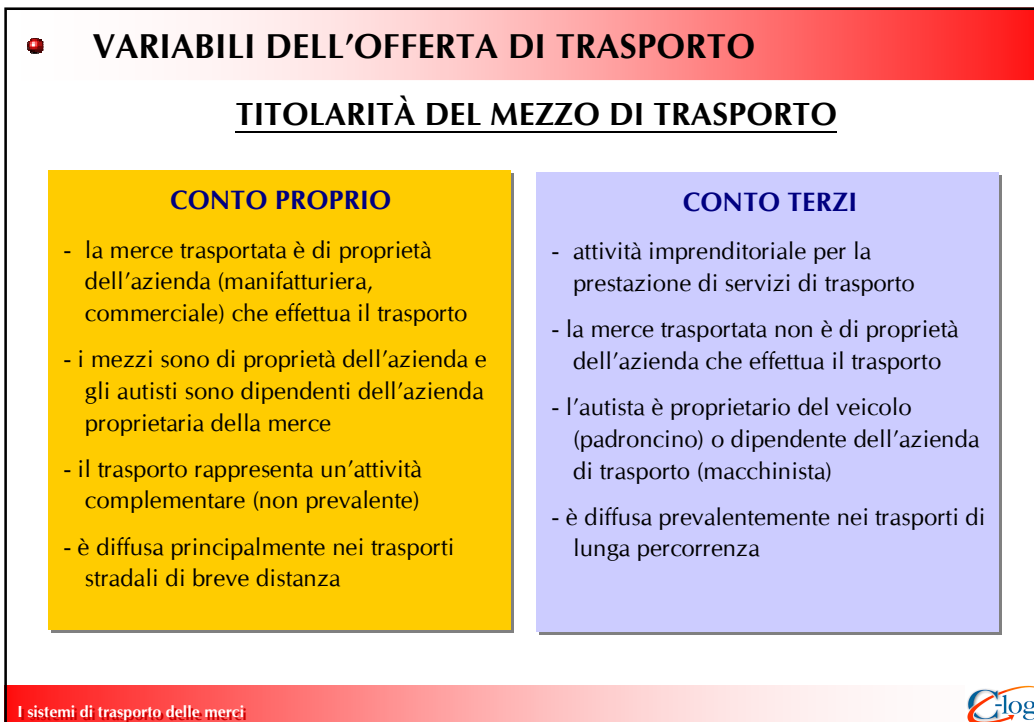 VARIABILI DELL’OFFERTA DI TRASPORTO
TITOLARITÀ DEL MEZZO DI TRASPORTO
CONTO PROPRIO
- la merce trasportata è di proprietà
dell’azienda (manifatturiera,
commerciale) che effettua il trasporto
- i mezzi sono di proprietà dell’azienda e
gli autisti sono dipendenti dell’azienda
proprietaria della merce
- il trasporto rappresenta un’attività
complementare (non prevalente)
- è diffusa principalmente nei trasporti
stradali di breve distanza
CONTO TERZI
- attività imprenditoriale per la
prestazione di servizi di trasporto
- la merce trasportata non è di proprietà
dell’azienda che effettua il trasporto
- l’autista è proprietario del veicolo
(padroncino) o dipendente dell’azienda
di trasporto (macchinista)
- è diffusa prevalentemente nei trasporti di
lunga percorrenza
I sistemi di trasporto delle merci
C-log